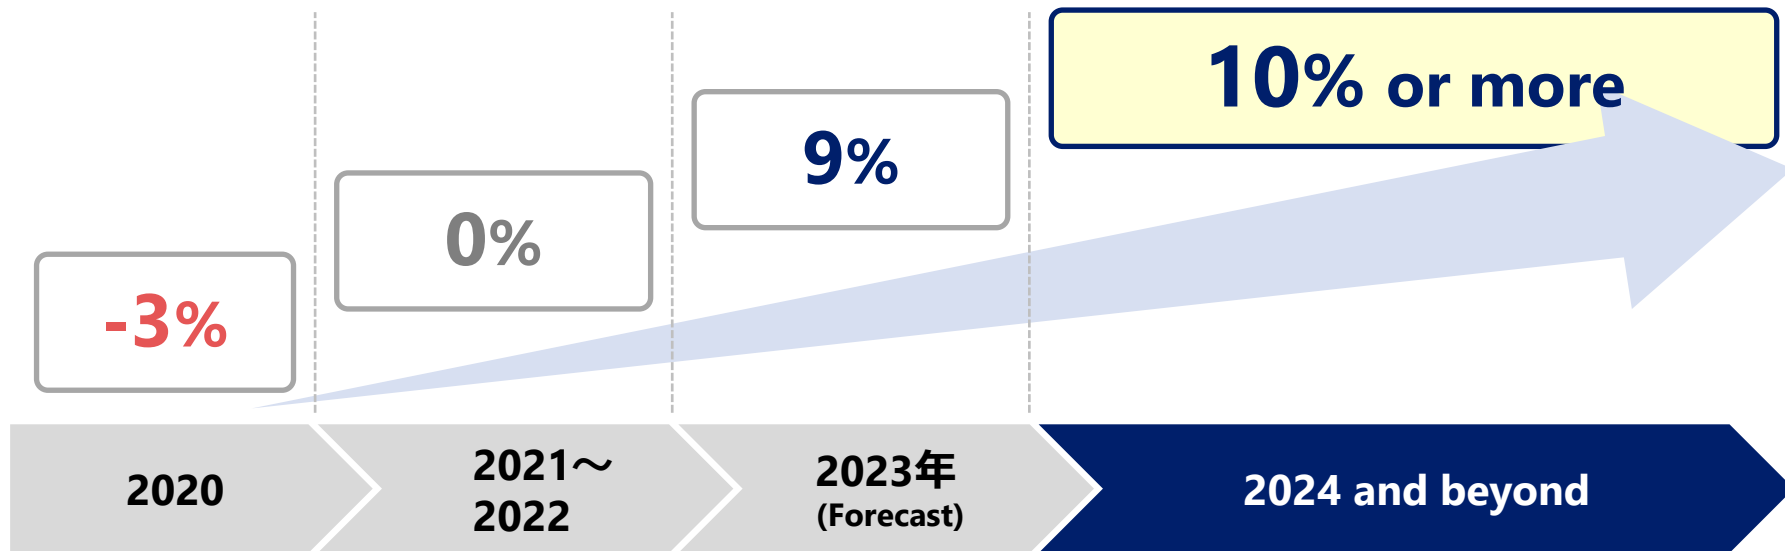 10% or more
9%
0%
-3%
2020
2021～
2022
2023年
(Forecast)
2024 and beyond